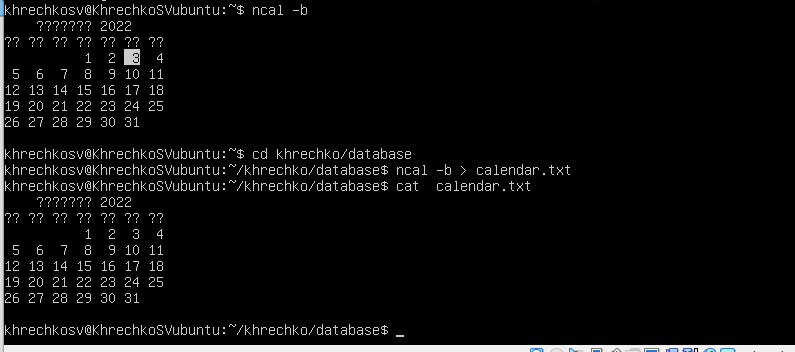 khrechkosv@KhrechkoSVubuntu:~$ ncal -b
    ??????? 2022
?? ?? ?? ?? ?? ?? ??
          1  2  3  4
 5  6  7  8  9 10 11
12 13 14 15 16 17 18
19 20 21 22 23 24 25
26 27 28 29 30 31
khrechkosv@KhrechkoSVubuntu:~$ cd khrechko/database
khrechkosv@KhrechkoSVubuntu:~/khrechko/database$ ncal -b > calendar.txt
khrechkosv@KhrechkoSVubuntu:~/khrechko/database$ cat  calendar.txt
    ??????? 2022
?? ?? ?? ?? ?? ?? ??
          1  2  3  4
 5  6  7  8  9 10 11
12 13 14 15 16 17 18
19 20 21 22 23 24 25
26 27 28 29 30 31
khrechkosv@KhrechkoSVubuntu:~/khrechko/database$ _